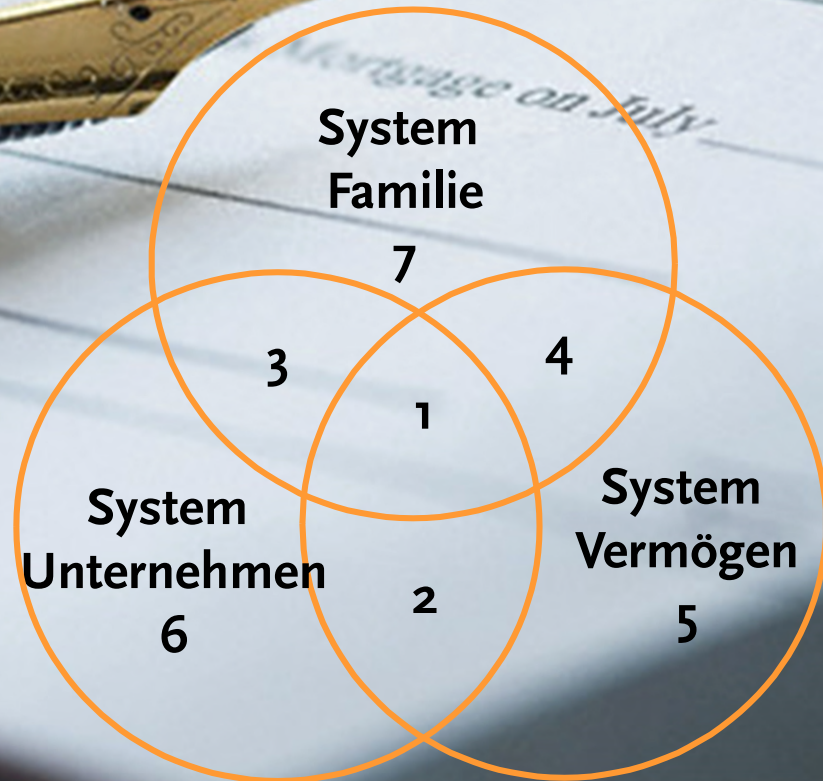 Mortgage on July
System
Familie
7
3
4
1
System
Unternehmen
6
System
Vermögen
5
2